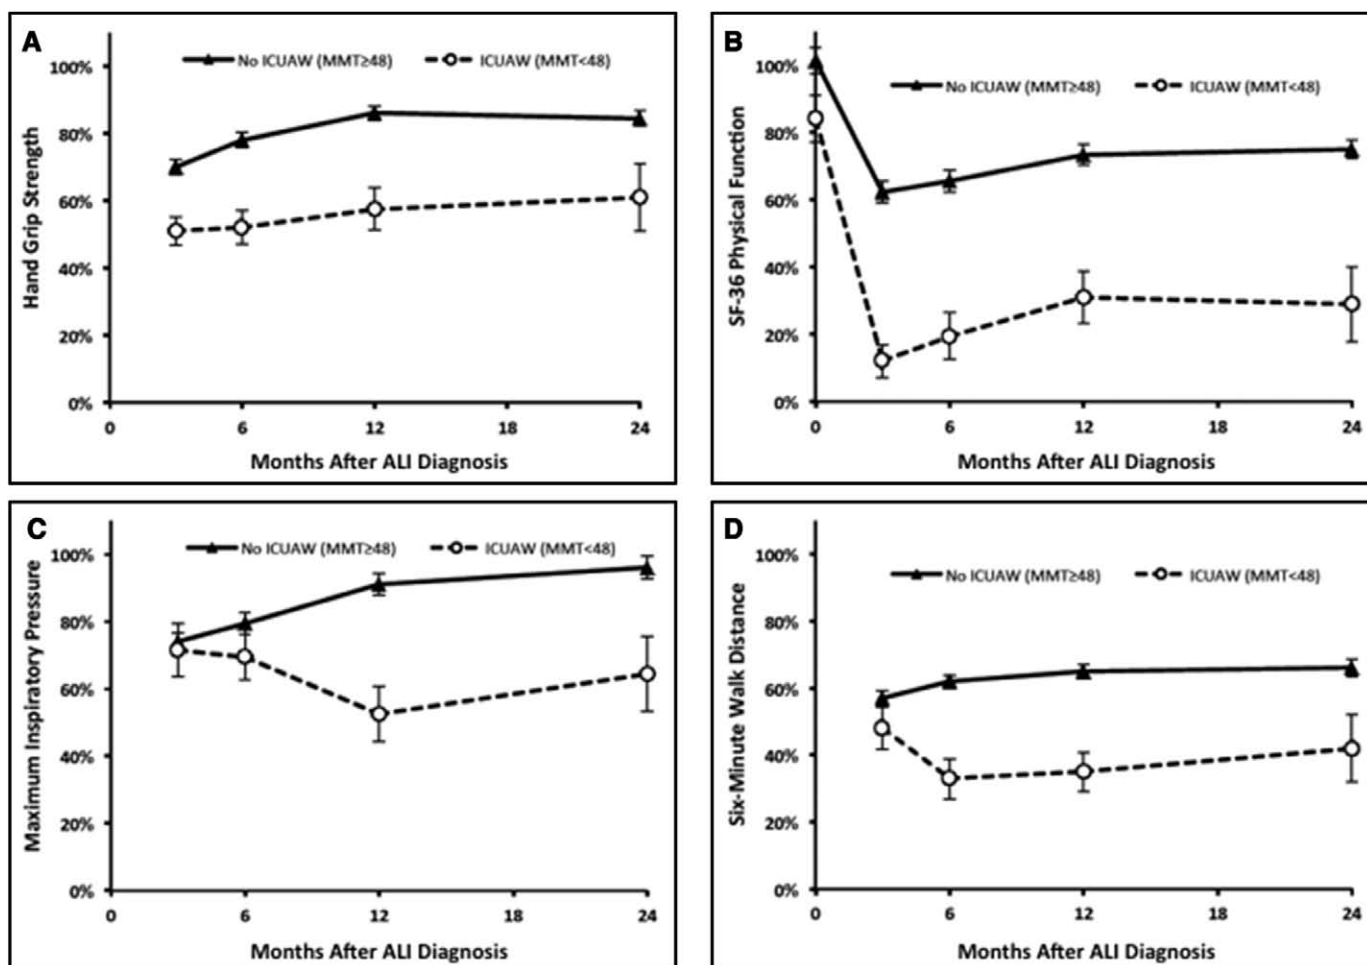 A
No ICUAW (MMT≥48) ICUAW (MMT<48)
Hand Grip Strength
100%
80%
60%
40%
20%
0%
0 6 12 18 24
Months After ALI Diagnosis
B
No ICUAW (MMT≥48) ICUAW (MMT<48)
SF-36 Physical Function
100%
80%
60%
40%
20%
0%
0 6 12 18 24
Months After ALI Diagnosis
C
No ICUAW (MMT≥48) ICUAW (MMT<48)
Maximum Inspiratory Pressure
100%
80%
60%
40%
20%
0%
0 6 12 18 24
Months After ALI Diagnosis
D
No ICUAW (MMT≥48) ICUAW (MMT<48)
Six-Minute Walk Distance
100%
80%
60%
40%
20%
0%
0 6 12 18 24
Months After ALI Diagnosis